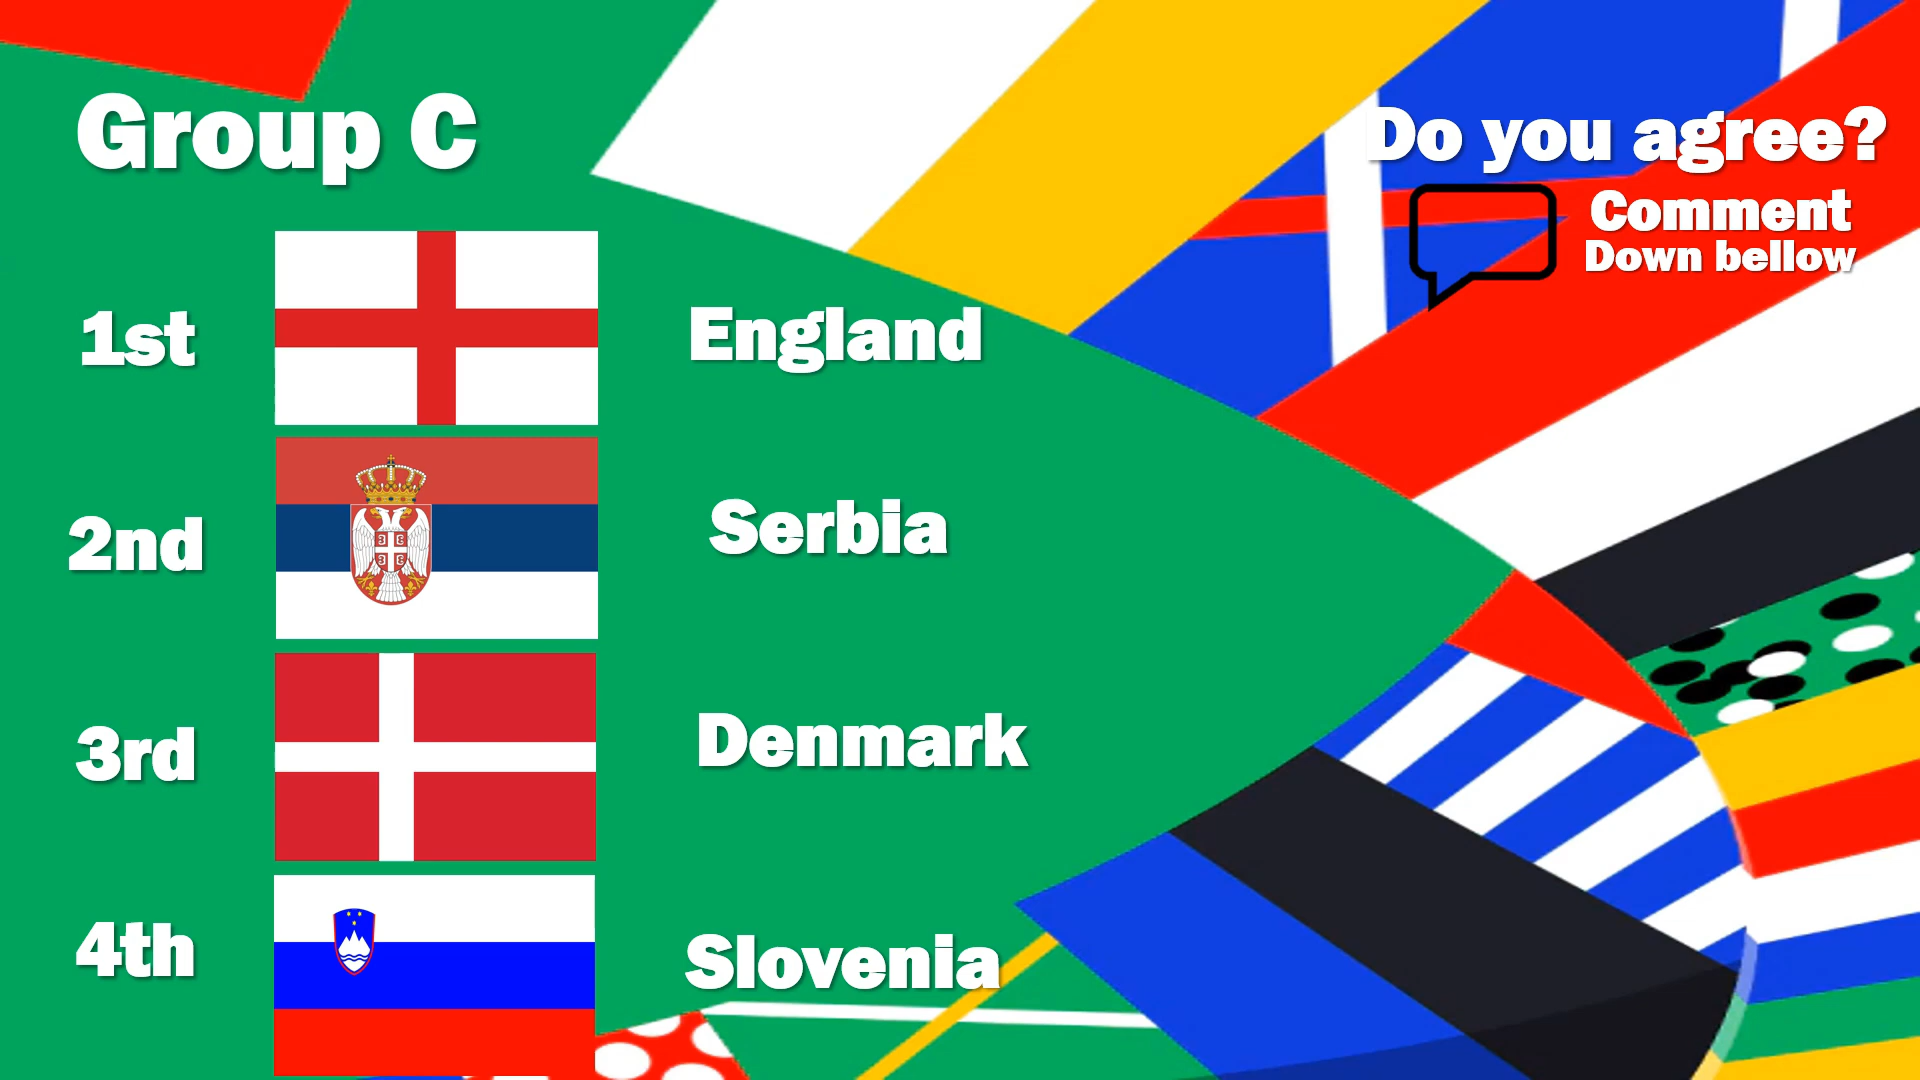 Group C
Do you agree?
Comment
Down bellow
1st England
2nd Serbia
3rd Denmark
4th Slovenia